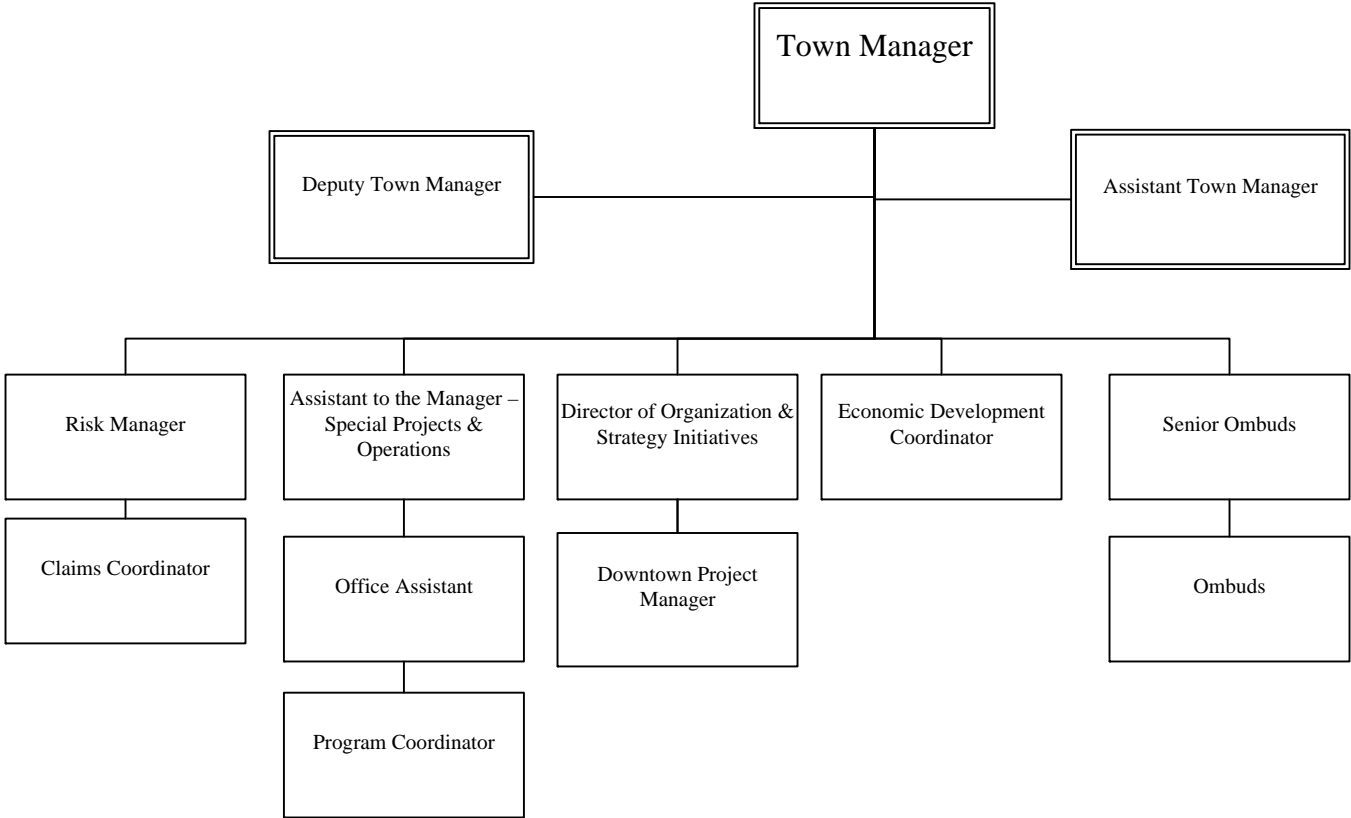 Town Manager
Deputy Town Manager
Assistant Town Manager
Risk Manager
Assistant to the Manager –
Special Projects &
Operations
Director of Organization &
Strategy Initiatives
Economic Development
Coordinator
Senior Ombuds
Claims Coordinator
Office Assistant
Downtown Project
Manager
Ombuds
Program Coordinator